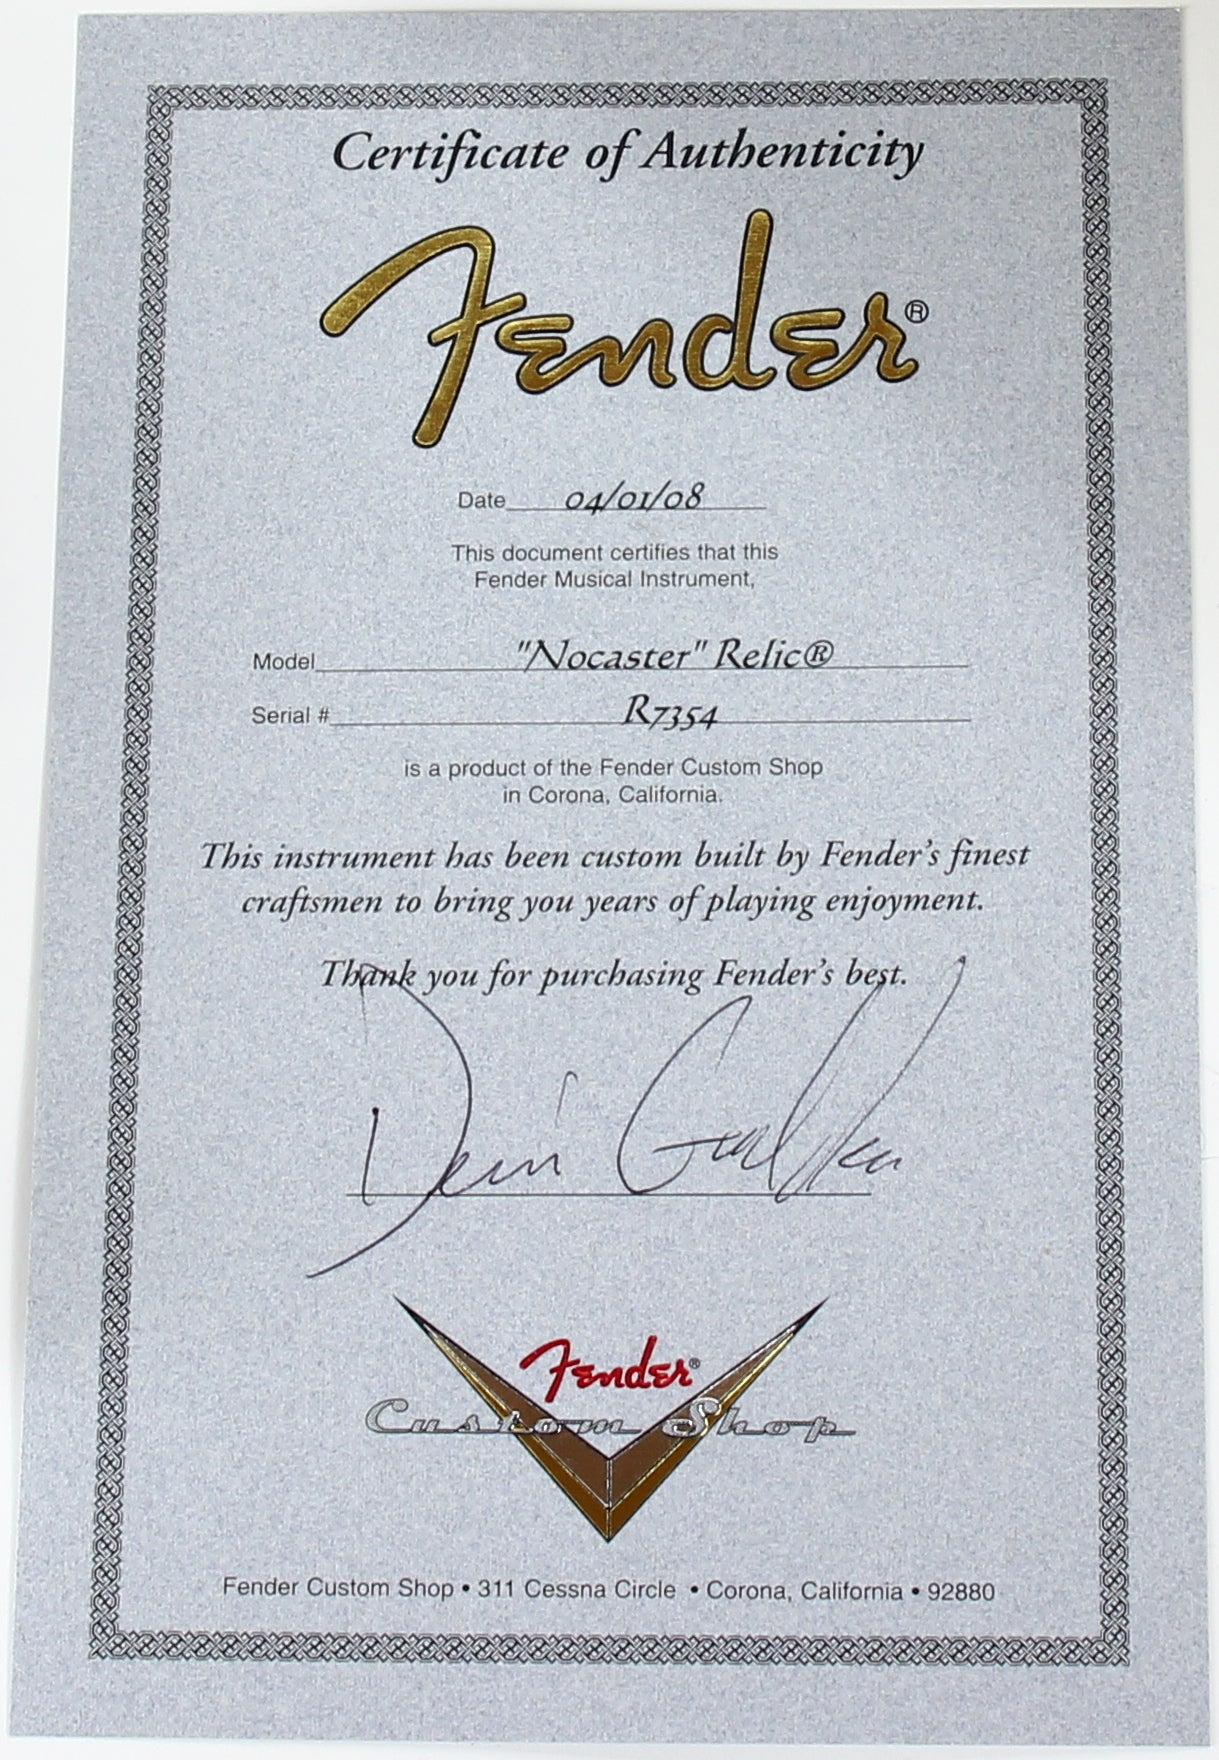 Certificate of Authenticity
Fender®
Date 04/01/08
This document certifies that this
Fender Musical Instrument,
Model "Nocaster" Relic®
Serial # R7354
is a product of the Fender Custom Shop
in Corona, California.
This instrument has been custom built by Fender's finest
craftsmen to bring you years of playing enjoyment.
Thank you for purchasing Fender's best.
Fender®
Custom Shop
Fender Custom Shop • 311 Cessna Circle • Corona, California • 92880